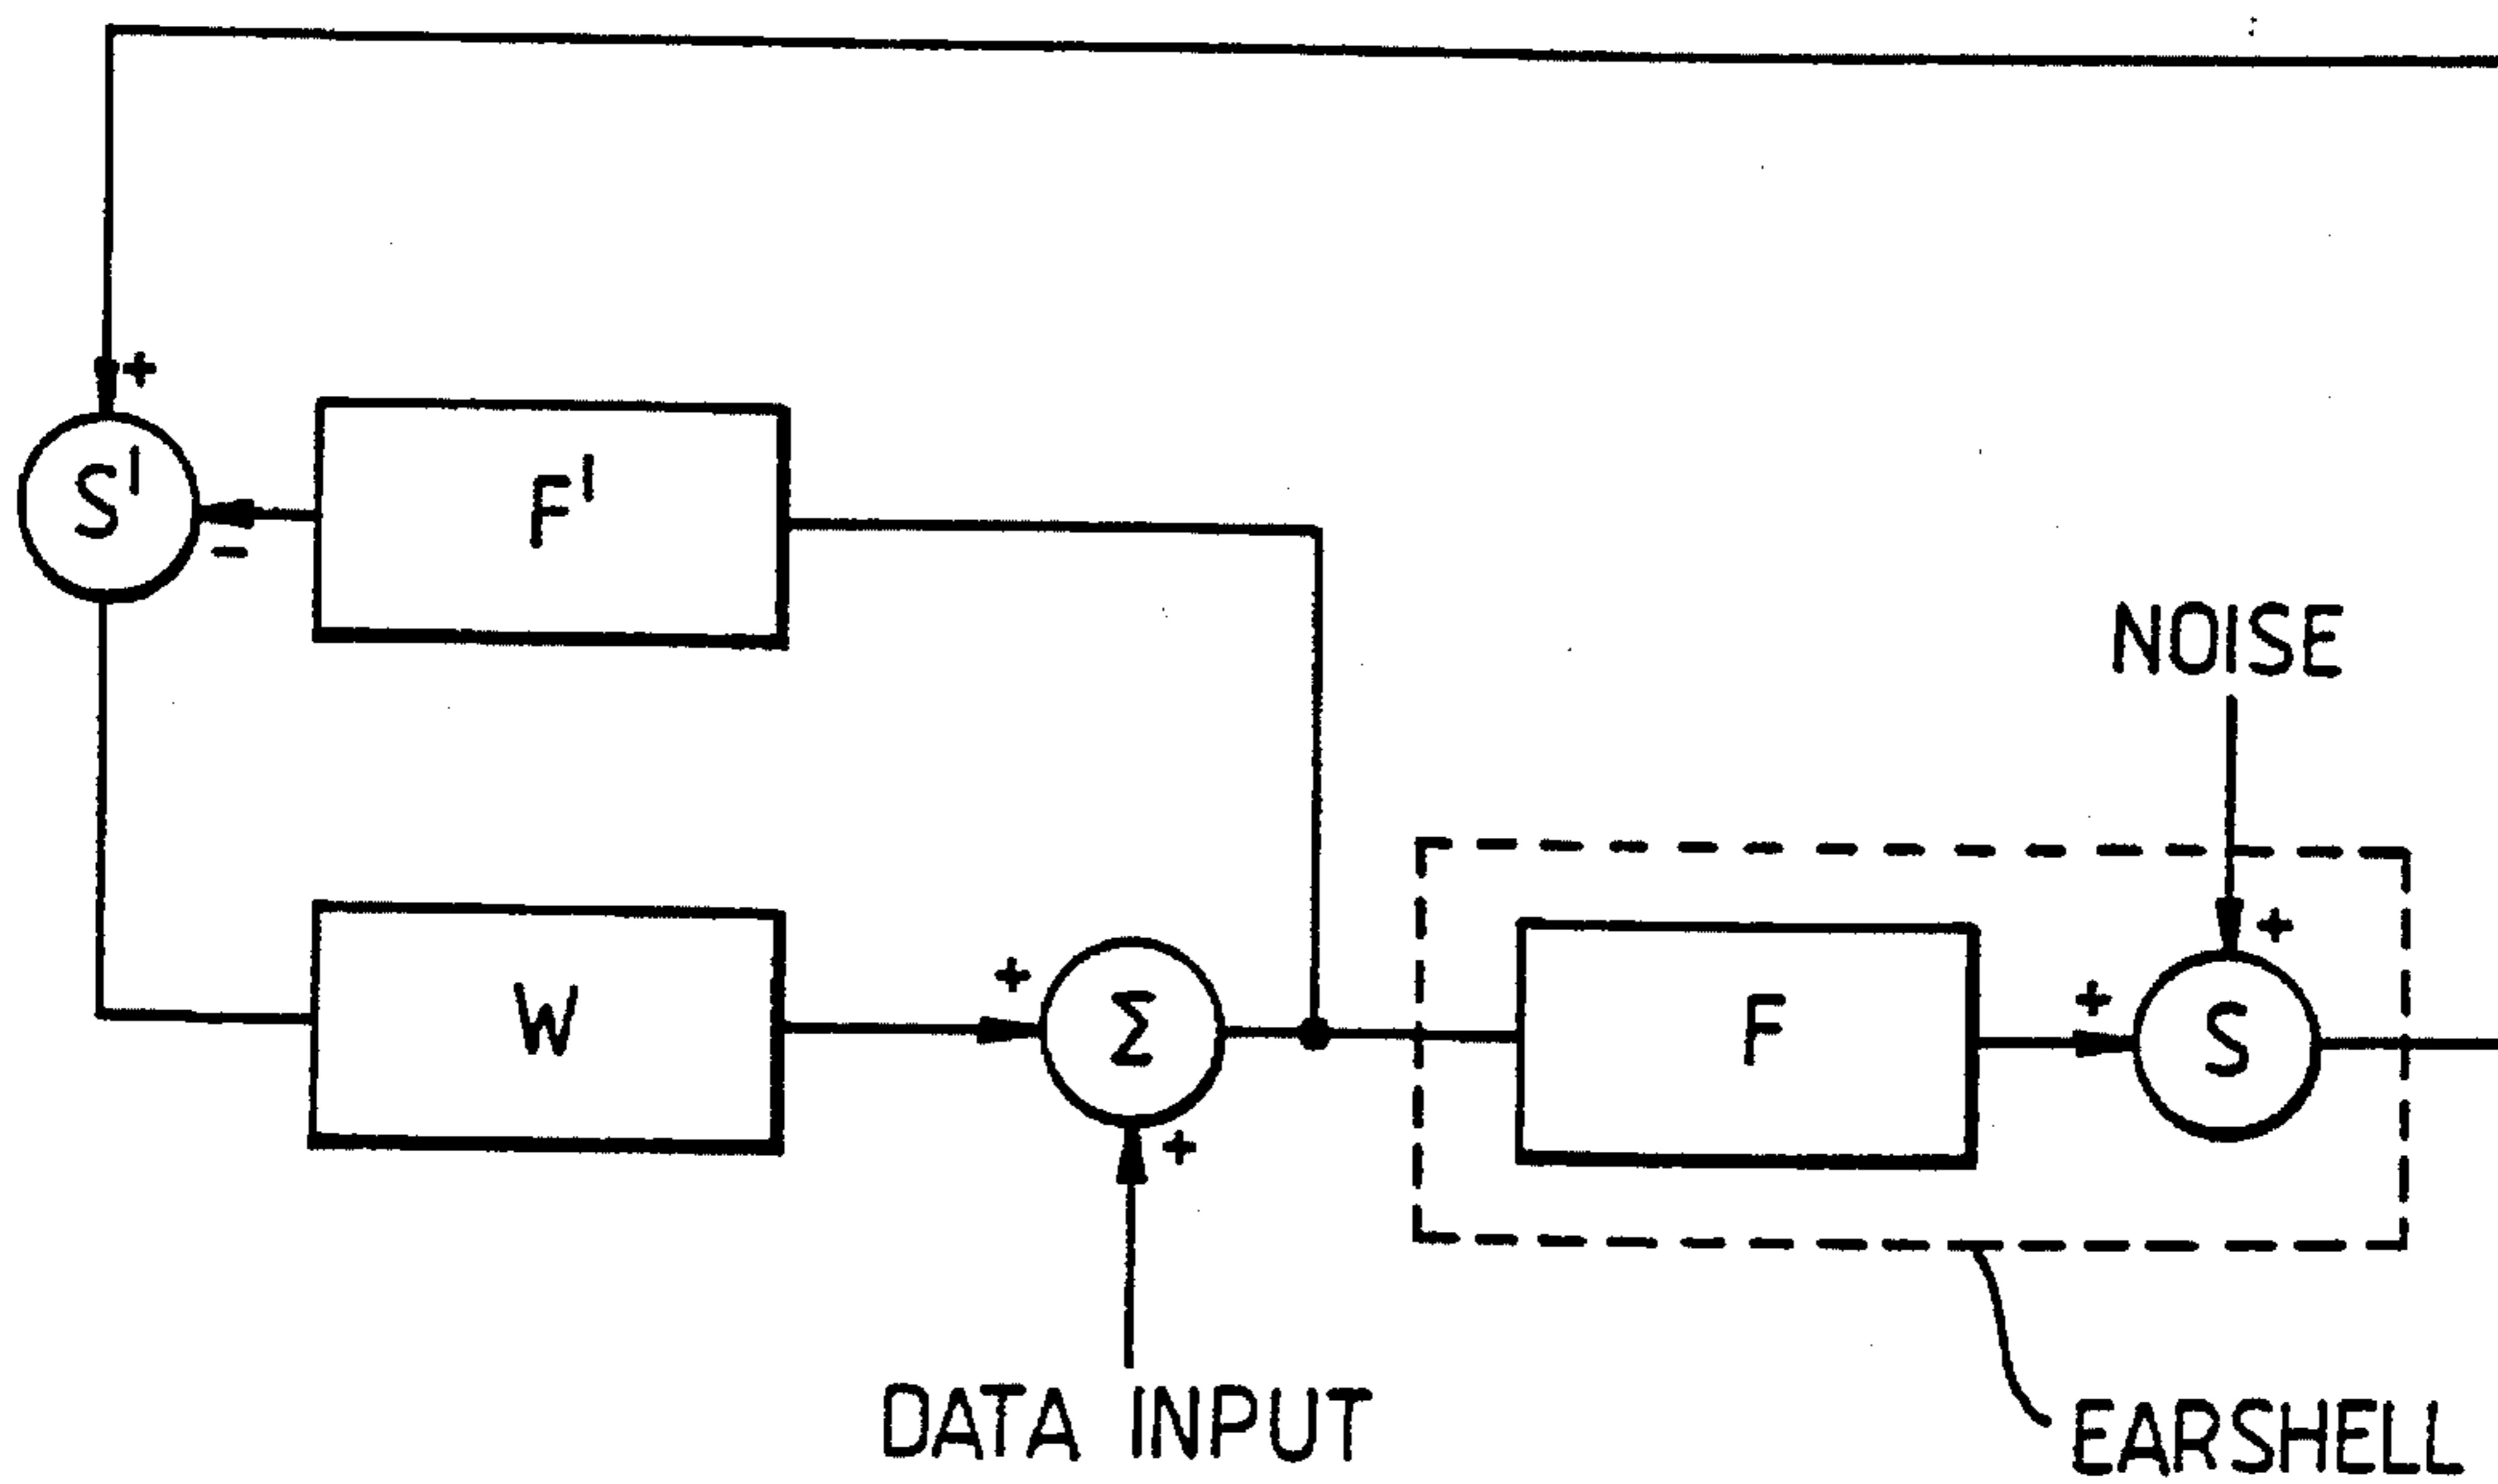 +
S'
F'
-
NOISE
+
W
+
Σ
F
+
S
+
DATA INPUT
EARSHELL